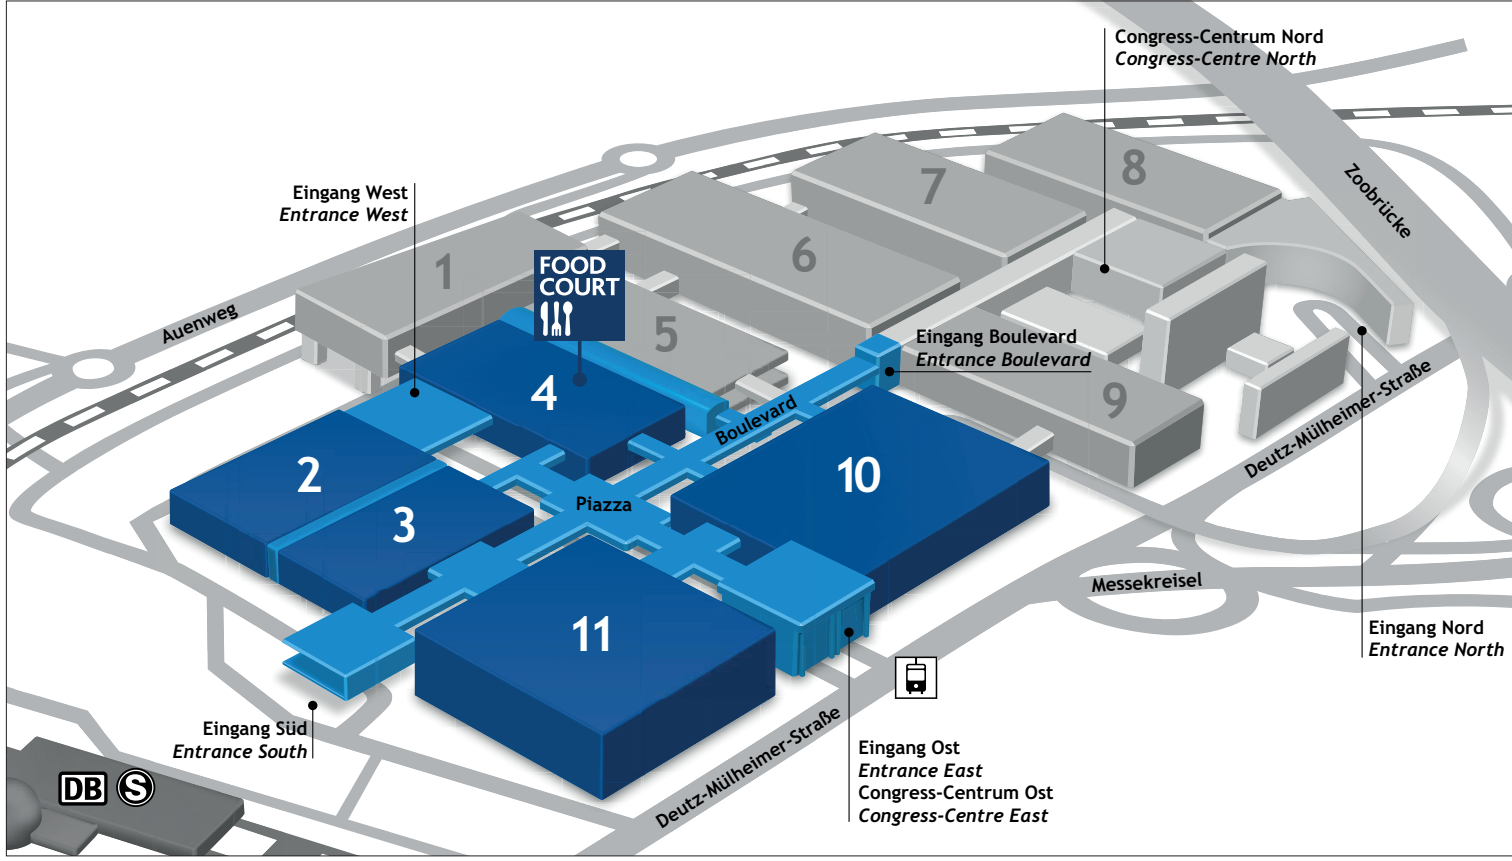 Congress-Centrum Nord
Congress-Centre North
8
7
Zoobrücke
Eingang West
Entrance West
6
1
FOOD
COURT
5
Auenweg
Eingang Boulevard
Entrance Boulevard
4
9
Boulevard
Deutz-Mülheimer-Straße
2
10
Piazza
3
Messekreisel
11
Eingang Nord
Entrance North
Eingang Süd
Entrance South
Deutz-Mülheimer-Straße
Eingang Ost
Entrance East
Congress-Centrum Ost
Congress-Centre East
DB S